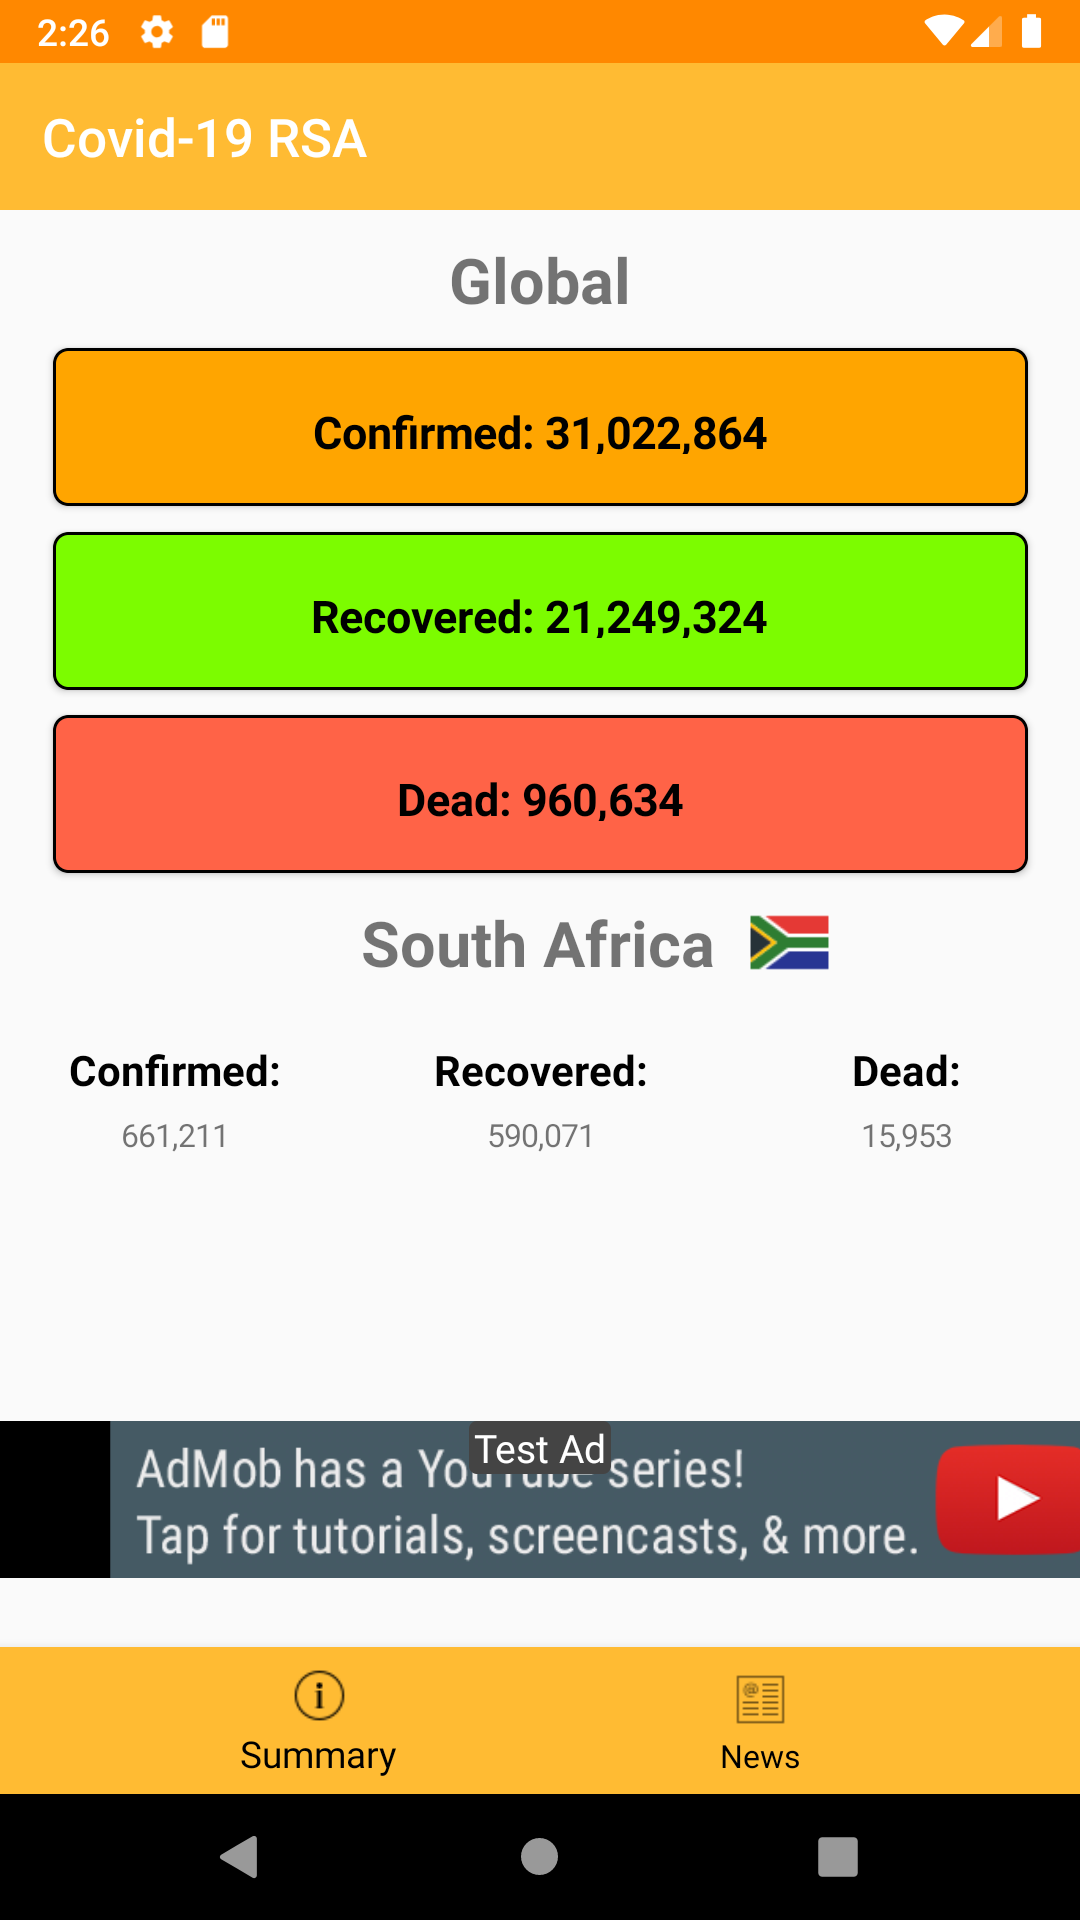 2:26
Covid-19 RSA
Global
Confirmed: 31,022,864
Recovered: 21,249,324
Dead: 960,634
South Africa
Confirmed: Recovered: Dead:
661,211 590,071 15,953
Test Ad
AdMob has a YouTube series!
Tap for tutorials, screencasts, & more.
Summary News